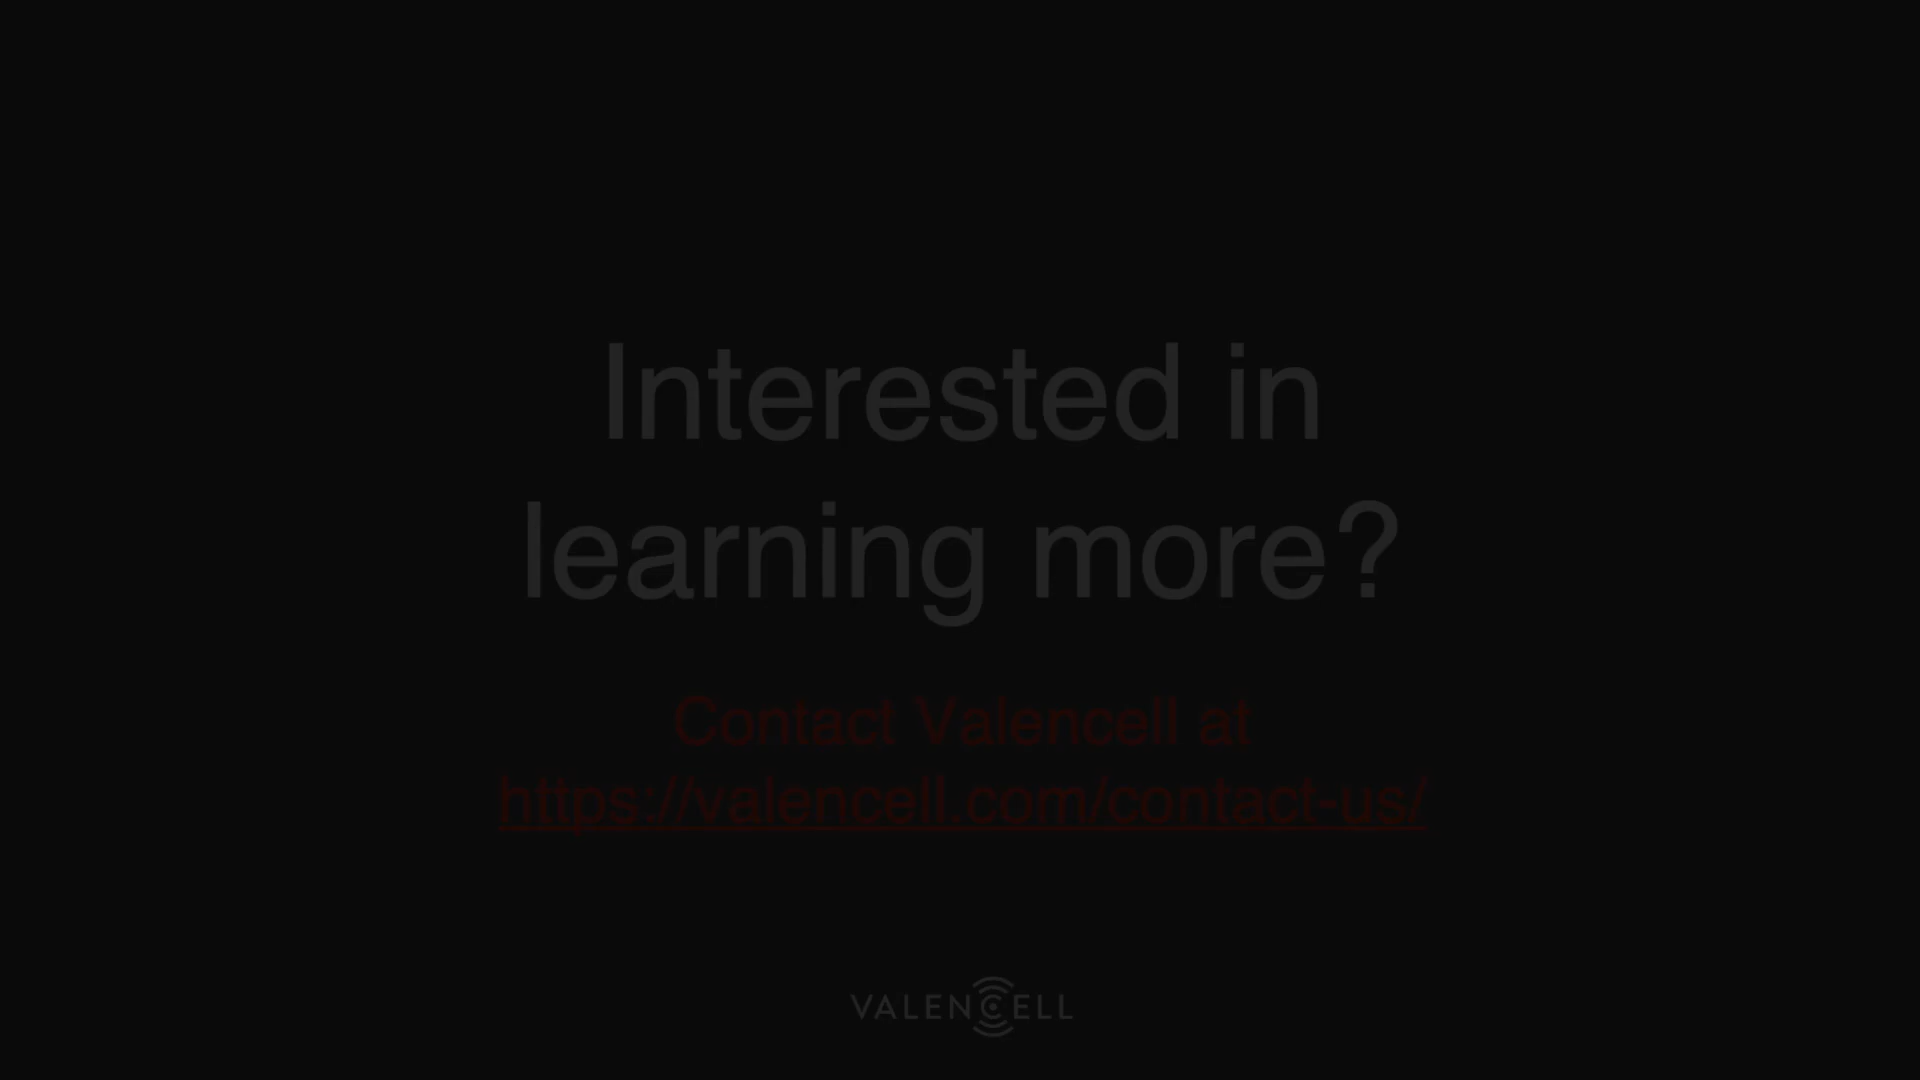 Interested in
learning more?
Contact Valencell at
https://valencell.com/contact-us/
VALENCELL